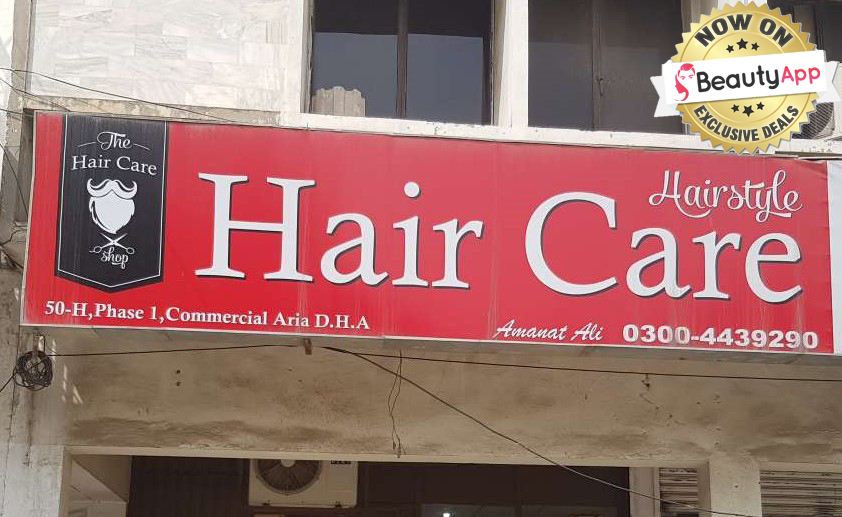 NOW ON
BeautyApp
EXCLUSIVE DEALS
The
Hair Care
shop
Hairstyle
Hair Care
50-H,Phase 1,Commercial Aria D.H.A
Amanat Ali 0300-4439290